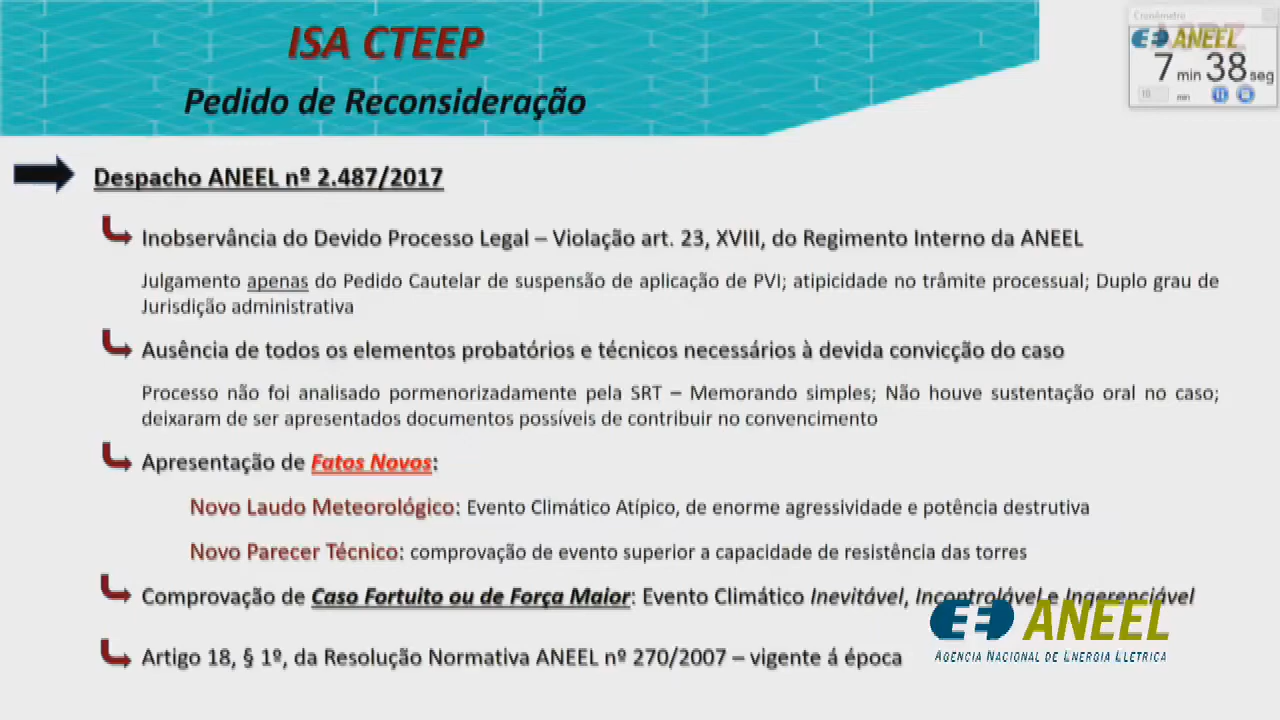 ISA CTEEP
Pedido de Reconsideração
Cronômetro
ANEEL
7 min 38 seg
10 min
Despacho ANEEL nº 2.487/2017
Inobservância do Devido Processo Legal – Violação art. 23, XVIII, do Regimento Interno da ANEEL
Julgamento apenas do Pedido Cautelar de suspensão de aplicação de PVI; atipicidade no trâmite processual; Duplo grau de
Jurisdição administrativa
Ausência de todos os elementos probatórios e técnicos necessários à devida convicção do caso
Processo não foi analisado pormenorizadamente pela SRT – Memorando simples; Não houve sustentação oral no caso;
deixaram de ser apresentados documentos possíveis de contribuir no convencimento
Apresentação de Fatos Novos:
Novo Laudo Meteorológico: Evento Climático Atípico, de enorme agressividade e potência destrutiva
Novo Parecer Técnico: comprovação de evento superior a capacidade de resistência das torres
Comprovação de Caso Fortuito ou de Força Maior: Evento Climático Inevitável, Incontrolável e Ingerenciável
Artigo 18, § 1º, da Resolução Normativa ANEEL nº 270/2007 – vigente á época
ANEEL
AGÊNCIA NACIONAL DE ENERGIA ELÉTRICA